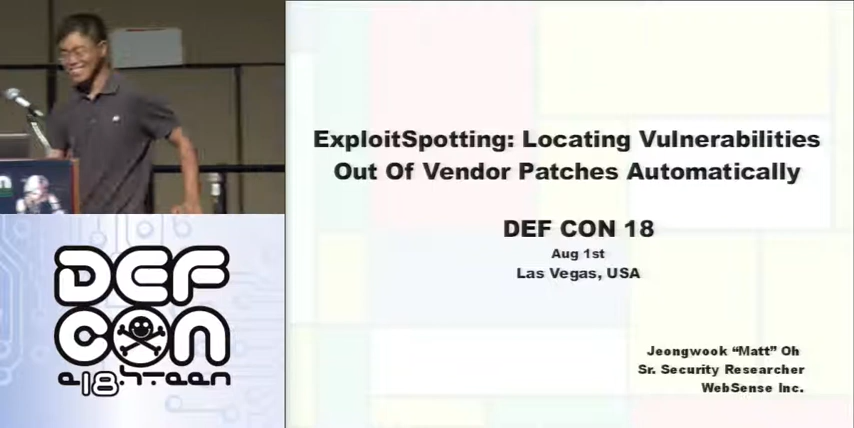 ExploitSpotting: Locating Vulnerabilities
Out Of Vendor Patches Automatically
DEF CON 18
Aug 1st
Las Vegas, USA
Jeongwook “Matt” Oh
Sr. Security Researcher
WebSense Inc.
DEF
CON
e18hteen